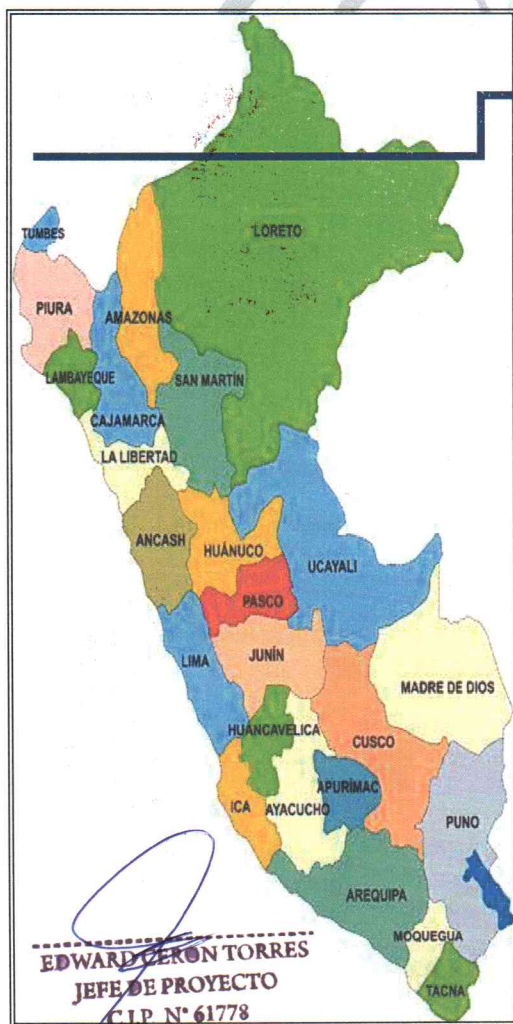 LORETO
TUMBES
PIURA
AMAZONAS
LAMBAYEQUE
SAN MARTÍN
CAJAMARCA
LA LIBERTAD
ANCASH
HUÁNUCO
UCAYALI
PASCO
LIMA
JUNÍN
MADRE DE DIOS
HUANCAVELICA
CUSCO
ICA
AYACUCHO
APURÍMAC
PUNO
AREQUIPA
MOQUEGUA
TACNA
EDWARD CERON TORRES
JEFE DE PROYECTO
C.I.P. N° 61778